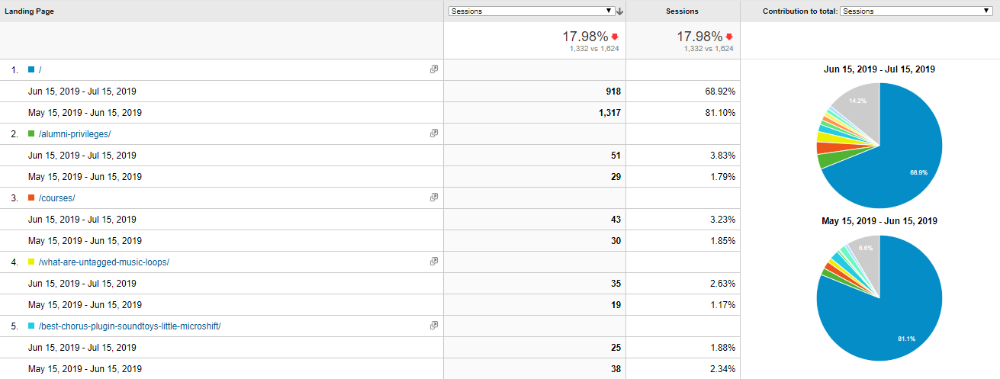 Landing Page Sessions Sessions Contribution to total: Sessions
17.98% 17.98%
1,332 vs 1,624 1,332 vs 1,624
1. /
Jun 15, 2019 - Jul 15, 2019 918 68.92%
May 15, 2019 - Jun 15, 2019 1,317 81.10%
2. /alumni-privileges/
Jun 15, 2019 - Jul 15, 2019 51 3.83%
May 15, 2019 - Jun 15, 2019 29 1.79%
3. /courses/
Jun 15, 2019 - Jul 15, 2019 43 3.23%
May 15, 2019 - Jun 15, 2019 30 1.85%
4. /what-are-untagged-music-loops/
Jun 15, 2019 - Jul 15, 2019 35 2.63%
May 15, 2019 - Jun 15, 2019 19 1.17%
5. /best-chorus-plugin-soundtoys-little-microshift/
Jun 15, 2019 - Jul 15, 2019 25 1.88%
May 15, 2019 - Jun 15, 2019 38 2.34%
Jun 15, 2019 - Jul 15, 2019
14.2%
68.9%
May 15, 2019 - Jun 15, 2019
8.6%
81.1%